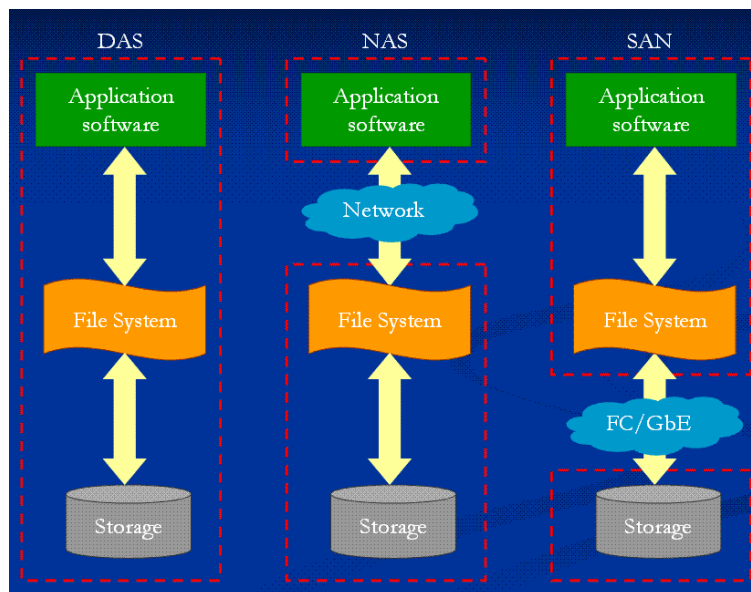 DAS
NAS
SAN
Application
software
Application
software
Application
software
Network
File System
File System
File System
FC/GbE
Storage
Storage
Storage